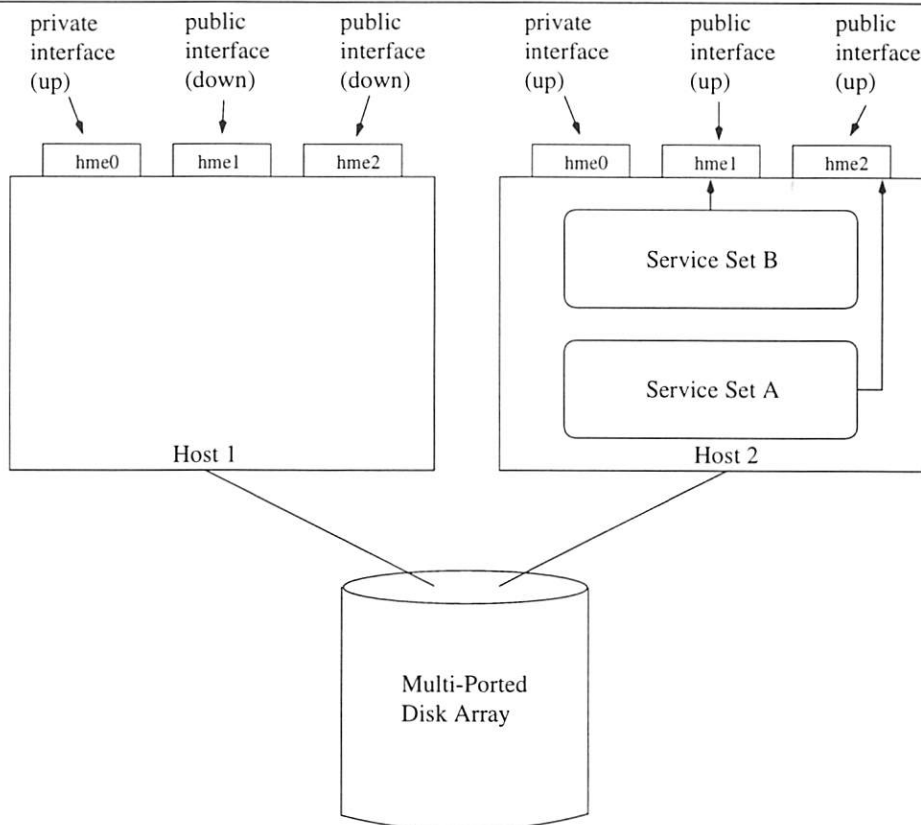 private
interface
(up)
public
interface
(down)
public
interface
(down)
private
interface
(up)
public
interface
(up)
public
interface
(up)
hme0
hme1
hme2
hme0
hme1
hme2
Service Set B
Service Set A
Host 1
Host 2
Multi-Ported
Disk Array